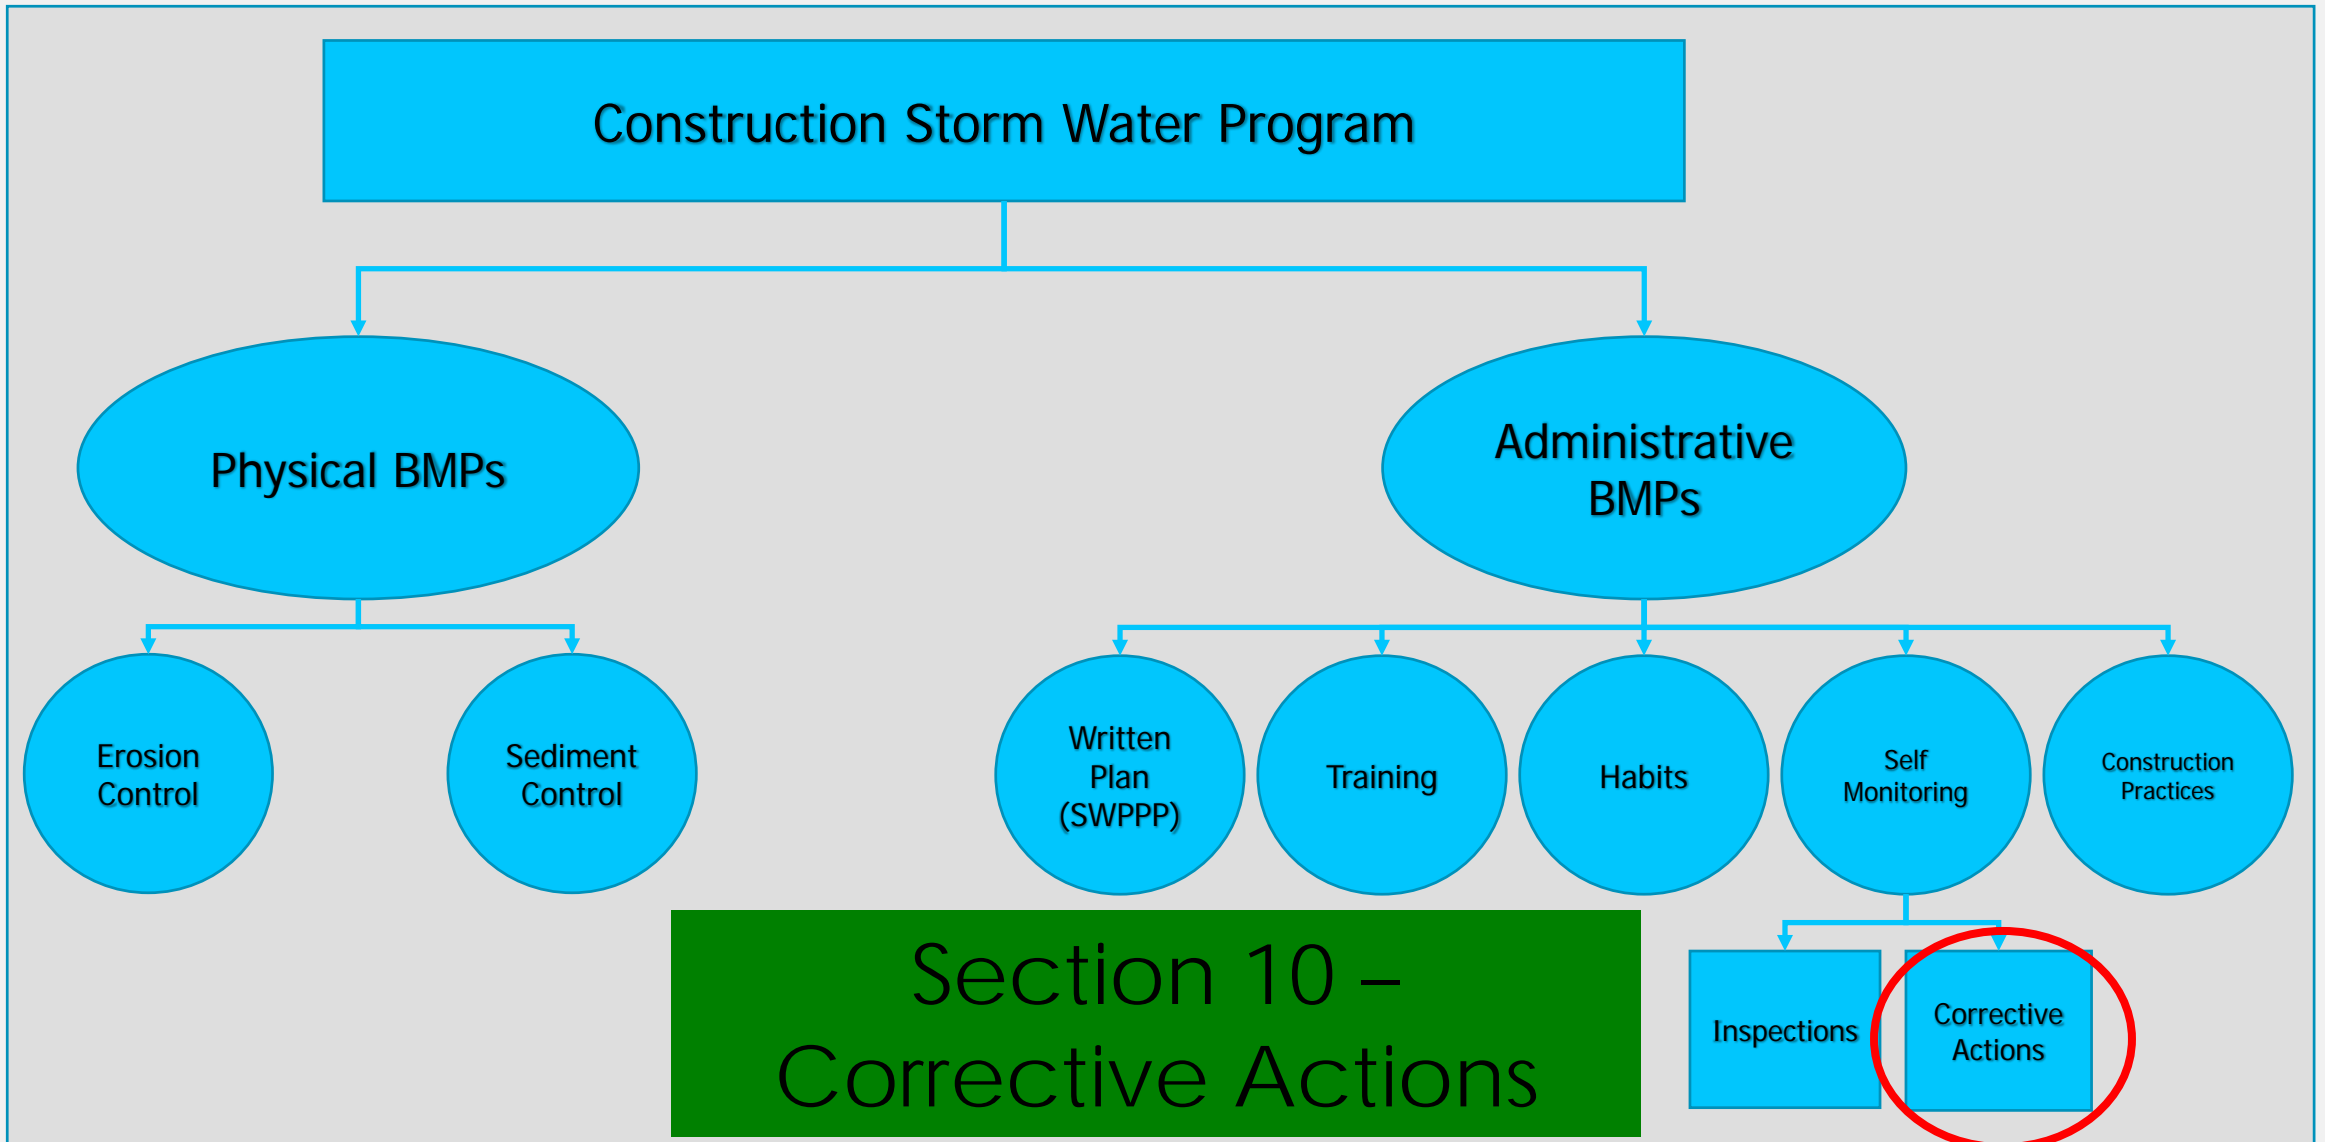 Construction Storm Water Program
Physical BMPs
Administrative
BMPs
Erosion
Control
Sediment
Control
Written
Plan
(SWPPP)
Training
Habits
Self
Monitoring
Construction
Practices
Section 10 –
Corrective Actions
Inspections
Corrective
Actions